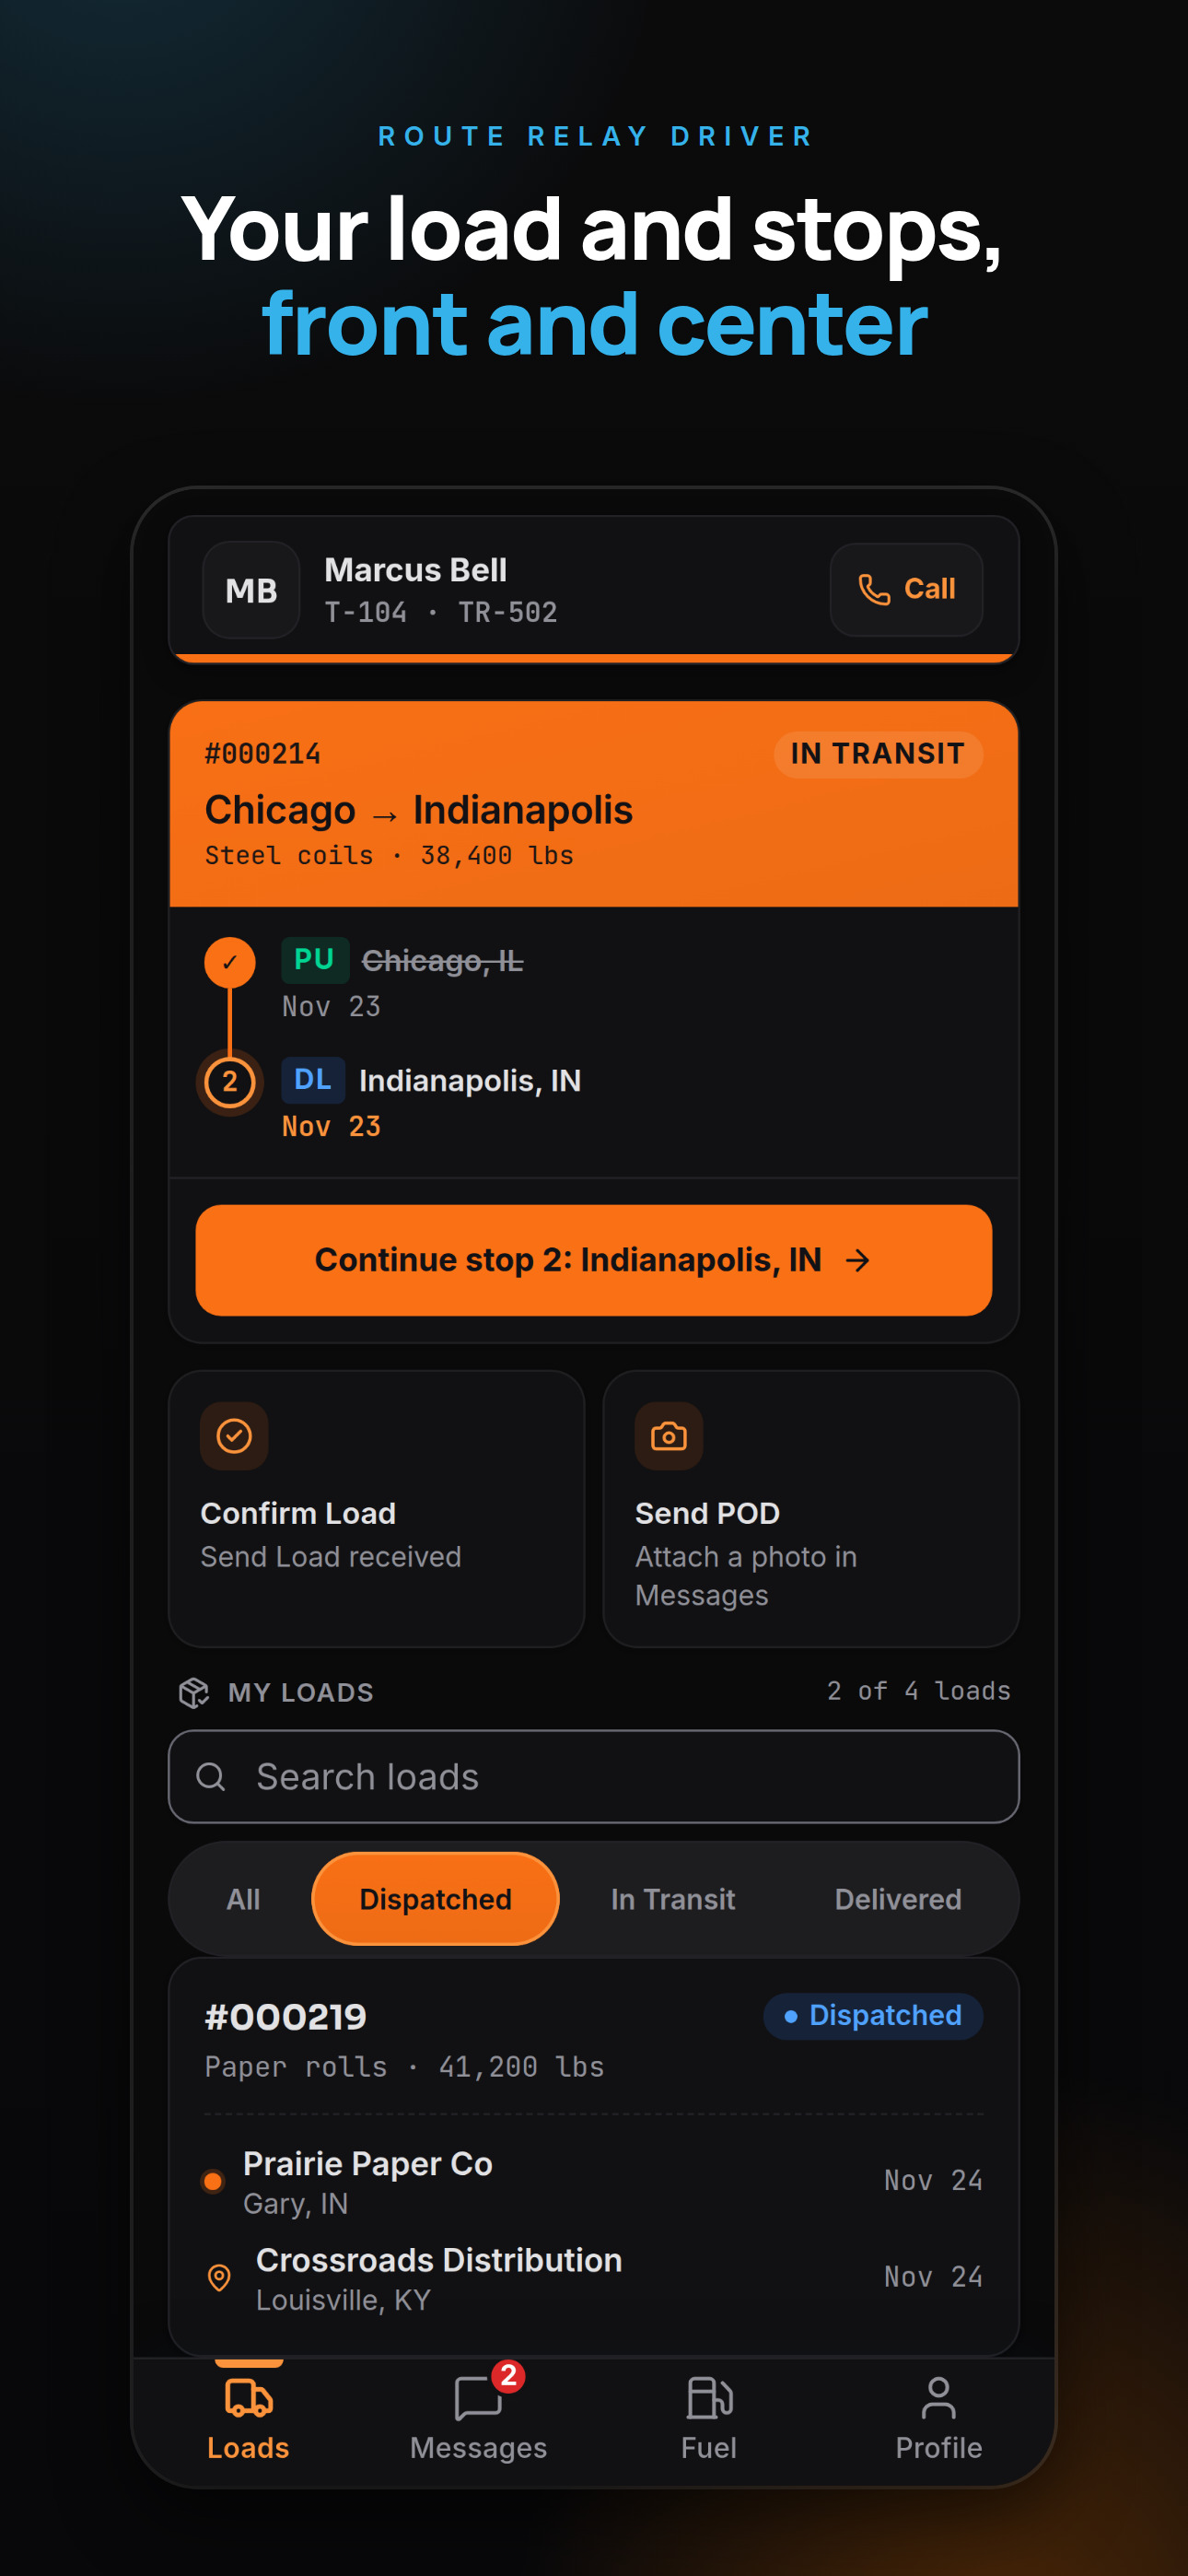 ROUTE RELAY DRIVER
Your load and stops,
front and center
MB
Marcus Bell
T-104 · TR-502
Call
#000214
IN TRANSIT
Chicago → Indianapolis
Steel coils · 38,400 lbs
✓
PU
Chicago, IL
Nov 23
2
DL
Indianapolis, IN
Nov 23
Continue stop 2: Indianapolis, IN →
Confirm Load
Send Load received
Send POD
Attach a photo in
Messages
MY LOADS
2 of 4 loads
Search loads
All
Dispatched
In Transit
Delivered
#000219
Dispatched
Paper rolls · 41,200 lbs
Prairie Paper Co
Gary, IN
Nov 24
Crossroads Distribution
Louisville, KY
Nov 24
2
Loads
Messages
Fuel
Profile